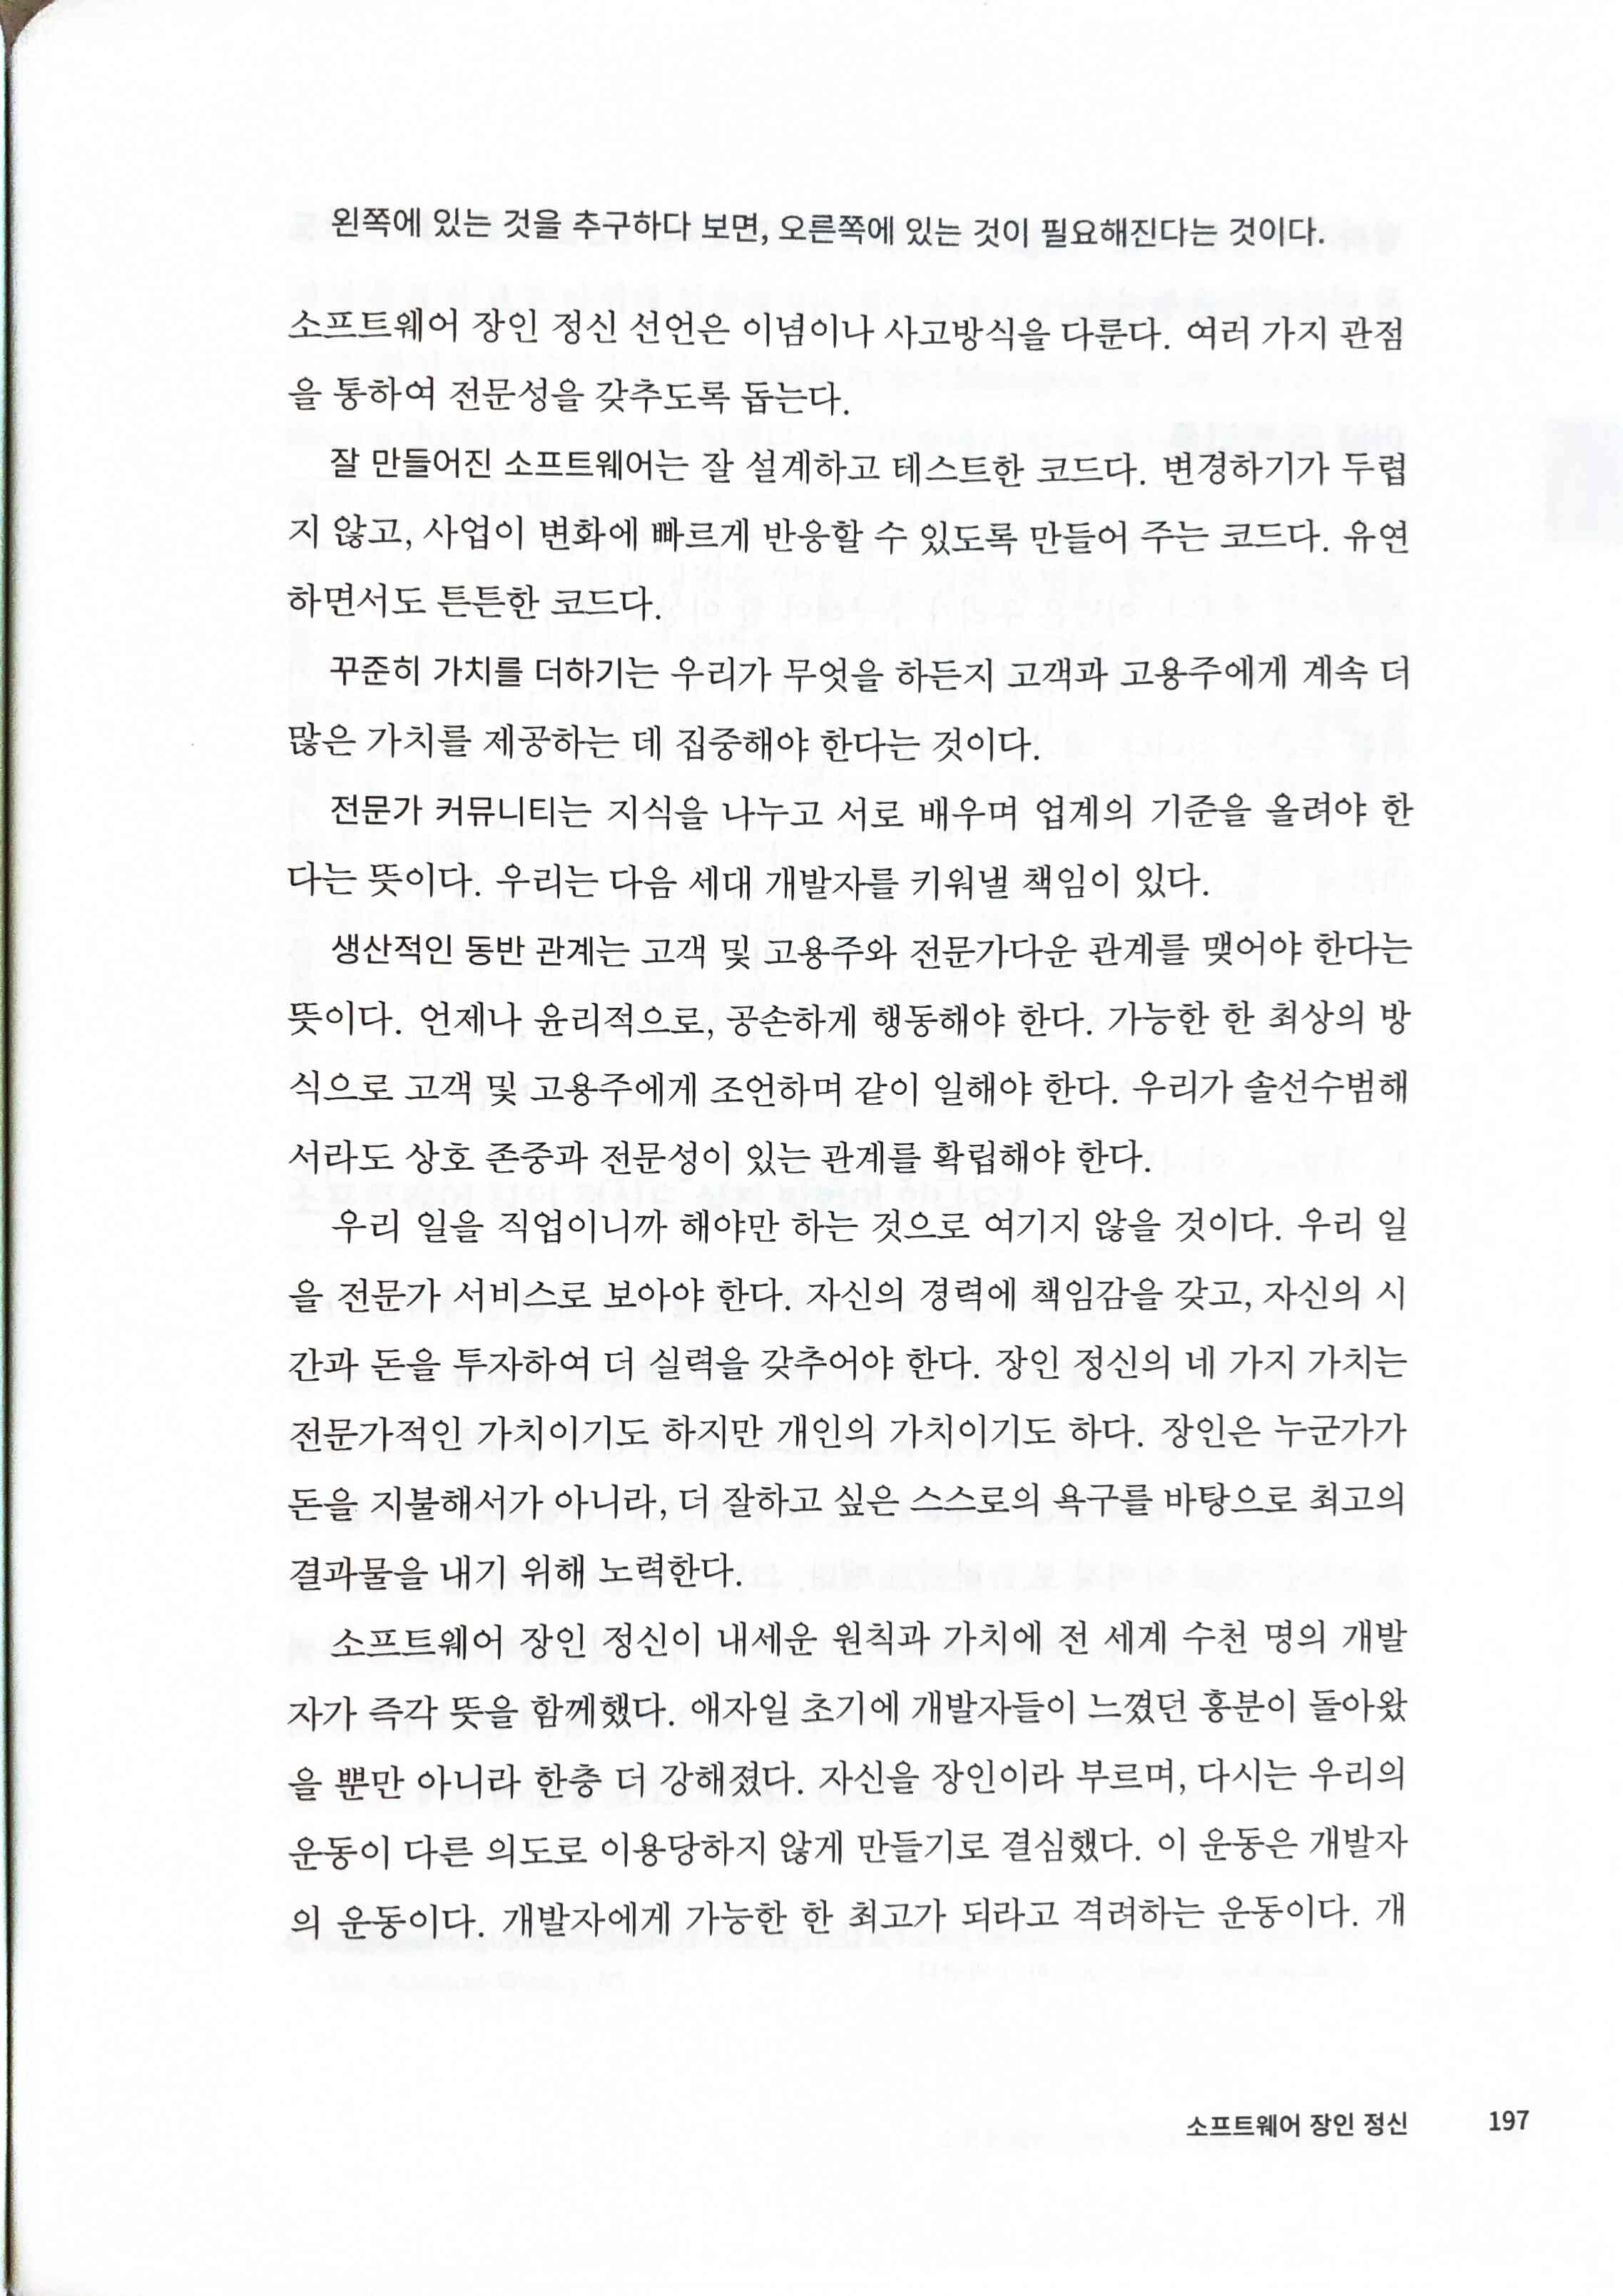 왼쪽에 있는 것을 추구하다 보면, 오른쪽에 있는 것이 필요해진다는 것이다.
소프트웨어 장인 정신 선언은 이념이나 사고방식을 다룬다. 여러 가지 관점
을 통하여 전문성을 갖추도록 돕는다.
잘 만들어진 소프트웨어는 잘 설계하고 테스트한 코드다. 변경하기가 두렵
지 않고, 사업이 변화에 빠르게 반응할 수 있도록 만들어 주는 코드다. 유연
하면서도 튼튼한 코드다.
꾸준히 가치를 더하기는 우리가 무엇을 하든지 고객과 고용주에게 계속 더
많은 가치를 제공하는 데 집중해야 한다는 것이다.
전문가 커뮤니티는 지식을 나누고 서로 배우며 업계의 기준을 올려야 한
다는 뜻이다. 우리는 다음 세대 개발자를 키워낼 책임이 있다.
생산적인 동반 관계는 고객 및 고용주와 전문가다운 관계를 맺어야 한다는
뜻이다. 언제나 윤리적으로, 공손하게 행동해야 한다. 가능한 한 최상의 방
식으로 고객 및 고용주에게 조언하며 같이 일해야 한다. 우리가 솔선수범해
서라도 상호 존중과 전문성이 있는 관계를 확립해야 한다.
우리 일을 직업이니까 해야만 하는 것으로 여기지 않을 것이다. 우리 일
을 전문가 서비스로 보아야 한다. 자신의 경력에 책임감을 갖고, 자신의 시
간과 돈을 투자하여 더 실력을 갖추어야 한다. 장인 정신의 네 가지 가치는
전문가적인 가치이기도 하지만 개인의 가치이기도 하다. 장인은 누군가가
돈을 지불해서가 아니라, 더 잘하고 싶은 스스로의 욕구를 바탕으로 최고의
결과물을 내기 위해 노력한다.
소프트웨어 장인 정신이 내세운 원칙과 가치에 전 세계 수천 명의 개발
자가 즉각 뜻을 함께했다. 애자일 초기에 개발자들이 느꼈던 흥분이 돌아왔
을 뿐만 아니라 한층 더 강해졌다. 자신을 장인이라 부르며, 다시는 우리의
운동이 다른 의도로 이용당하지 않게 만들기로 결심했다. 이 운동은 개발자
의 운동이다. 개발자에게 가능한 한 최고가 되라고 격려하는 운동이다. 개
소프트웨어 장인 정신 197